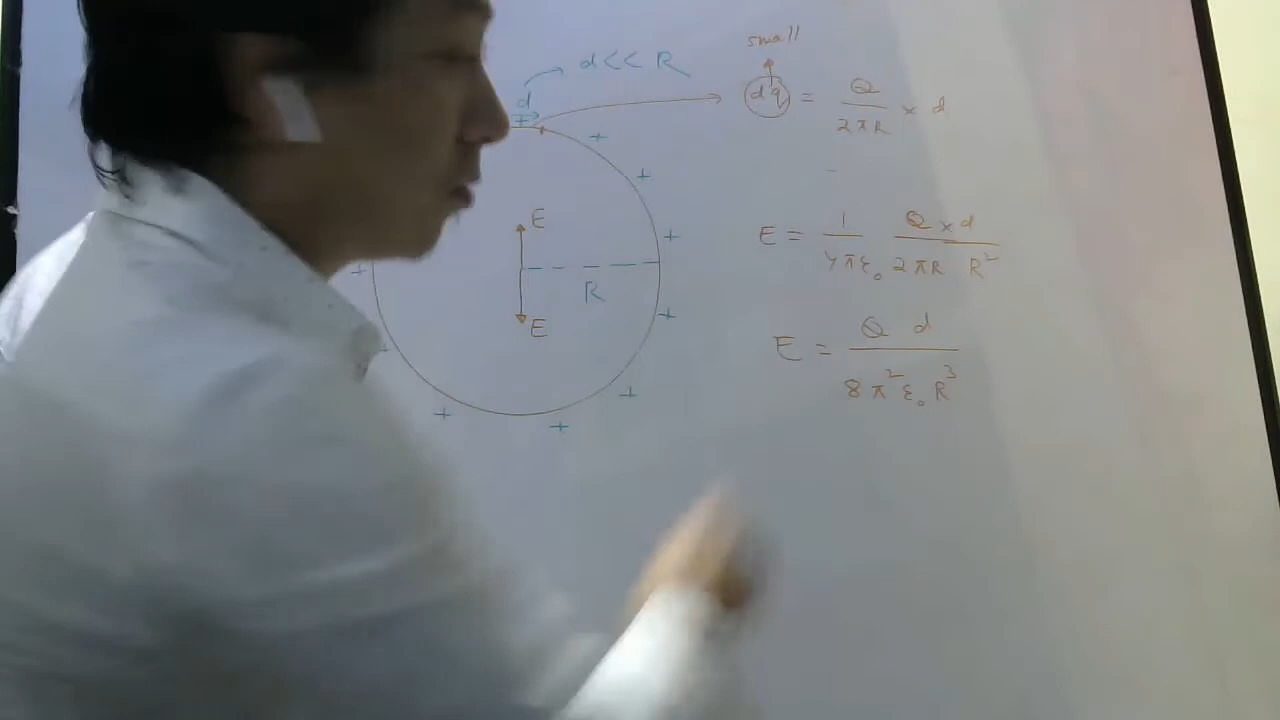 small
d << R
d
dq = Q/2πR × d
+ + + + + + + + + + +
E
E = 1/4πε₀ Q × d/2πR R²
R
E
E = Q d/8π²ε₀R³